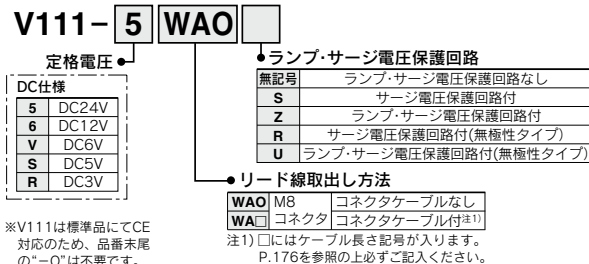 V111－5 WAO
定格電圧
DC仕様
5 DC24V
6 DC12V
V DC6V
S DC5V
R DC3V
※V111は標準品にてCE
対応のため、品番末尾
の"－Q"は不要です。
ランプ・サージ電圧保護回路
無記号 ランプ・サージ電圧保護回路なし
S サージ電圧保護回路付
Z ランプ・サージ電圧保護回路付
R サージ電圧保護回路付(無極性タイプ)
U ランプ・サージ電圧保護回路付(無極性タイプ)
リード線取出し方法
WAO M8 コネクタケーブルなし
WA□ コネクタ コネクタケーブル付注1)
注1) □にはケーブル長さ記号が入ります。
P.176を参照の上必ずご記入ください。